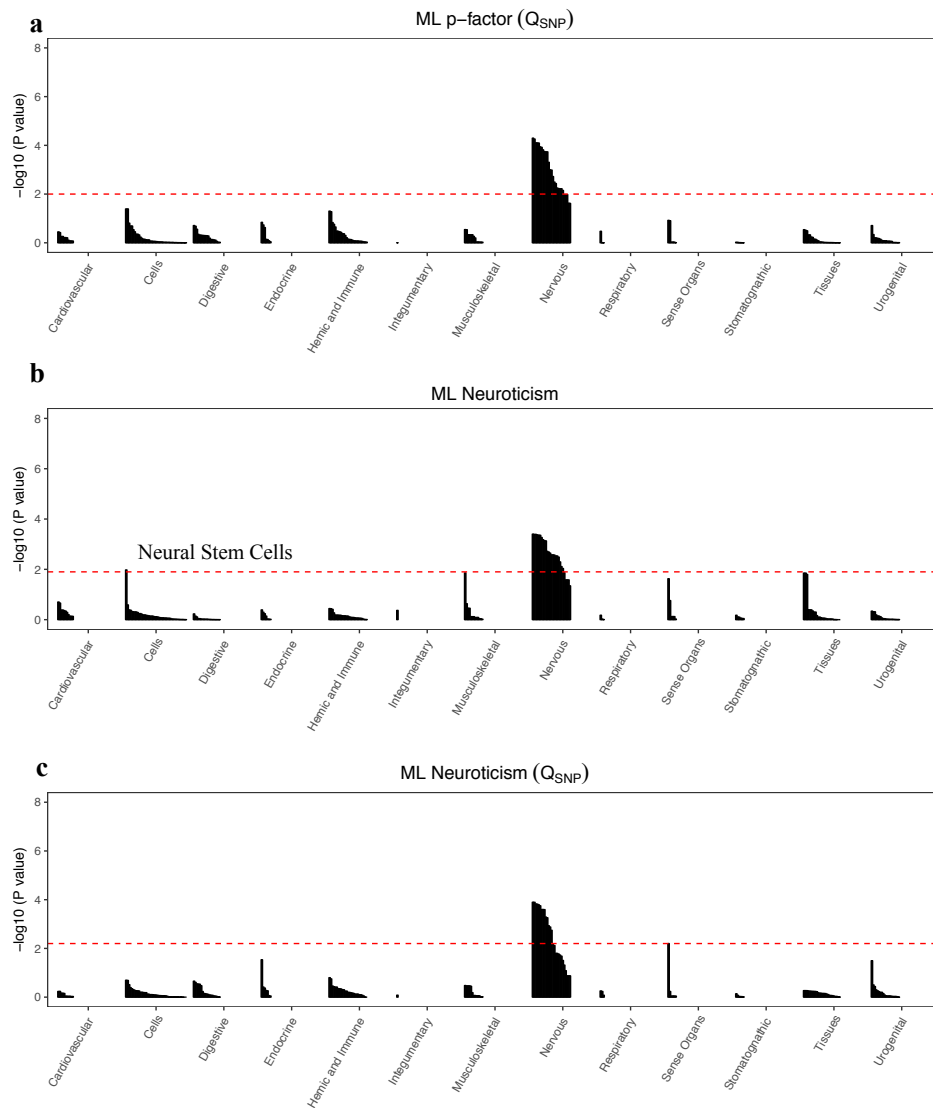 a
ML p−factor (QSNP)
8
6
4
2
0
−log10 (P value)
Cardiovascular
Cells
Digestive
Endocrine
Hemic and Immune
Integumentary
Musculoskeletal
Nervous
Respiratory
Sense Organs
Stomatognathic
Tissues
Urogenital
b
ML Neuroticism
8
6
4
2
0
−log10 (P value)
Neural Stem Cells
Cardiovascular
Cells
Digestive
Endocrine
Hemic and Immune
Integumentary
Musculoskeletal
Nervous
Respiratory
Sense Organs
Stomatognathic
Tissues
Urogenital
c
ML Neuroticism (QSNP)
8
6
4
2
0
−log10 (P value)
Cardiovascular
Cells
Digestive
Endocrine
Hemic and Immune
Integumentary
Musculoskeletal
Nervous
Respiratory
Sense Organs
Stomatognathic
Tissues
Urogenital